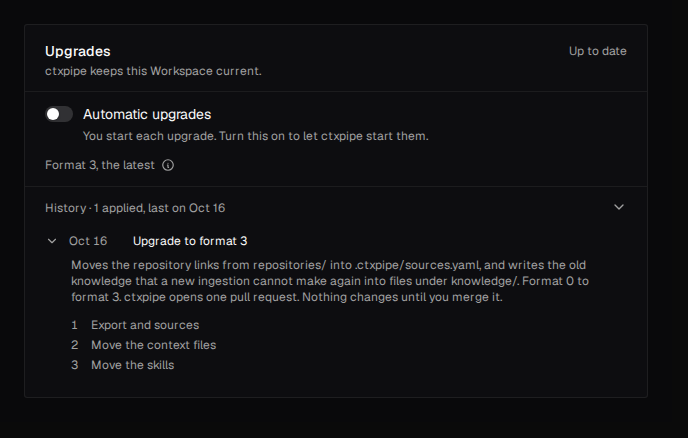 Upgrades
Up to date
ctxpipe keeps this Workspace current.
Automatic upgrades
You start each upgrade. Turn this on to let ctxpipe start them.
Format 3, the latest
History · 1 applied, last on Oct 16
Oct 16 Upgrade to format 3
Moves the repository links from repositories/ into .ctxpipe/sources.yaml, and writes the old
knowledge that a new ingestion cannot make again into files under knowledge/. Format 0 to
format 3. ctxpipe opens one pull request. Nothing changes until you merge it.
1 Export and sources
2 Move the context files
3 Move the skills